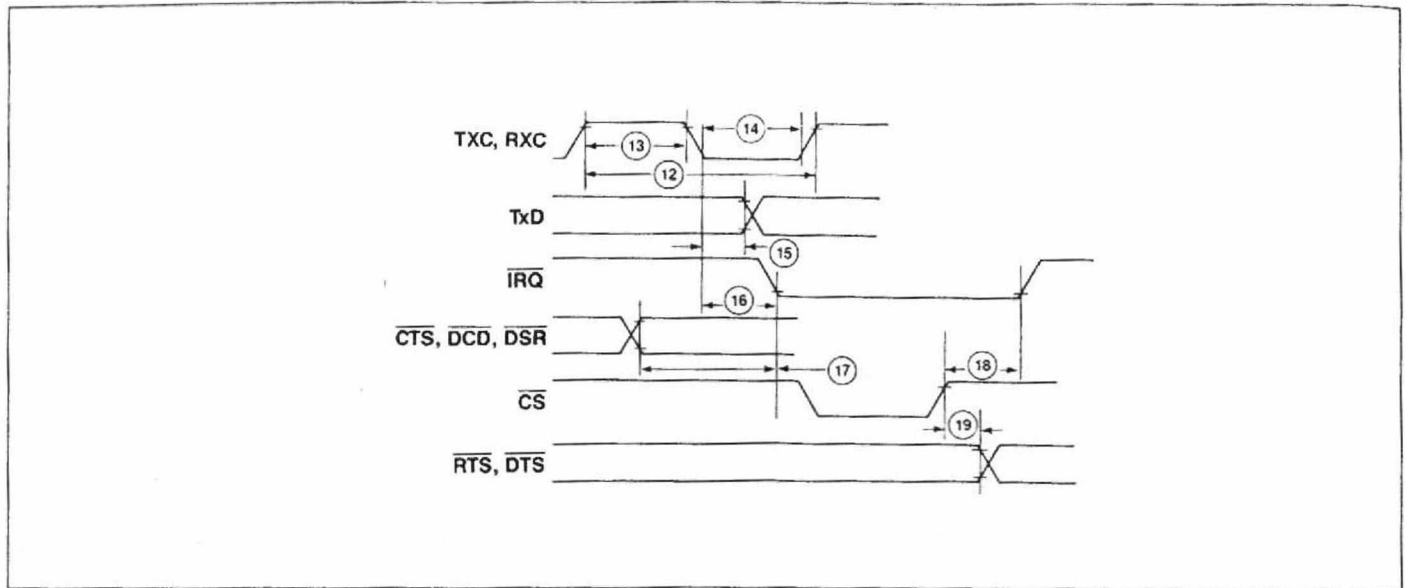 TXC, RXC
13
14
12
TxD
15
IRQ
16
CTS, DCD, DSR
17
18
CS
19
RTS, DTS